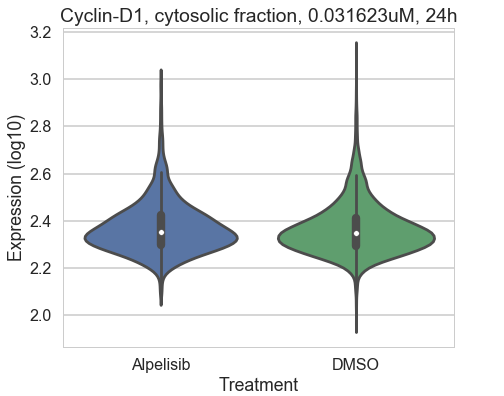 Cyclin-D1, cytosolic fraction, 0.031623uM, 24h
3.2
3.0
2.8
2.6
2.4
2.2
2.0
Expression (log10)
Alpelisib DMSO
Treatment